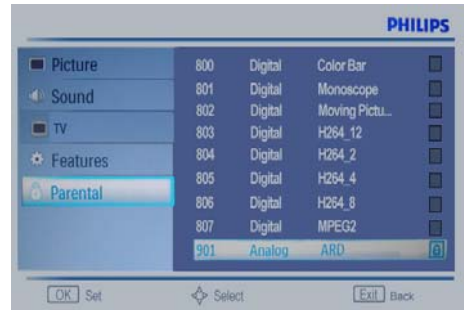 PHILIPS
Picture
Sound
TV
Features
Parental
800 Digital Color Bar
801 Digital Monoscope
802 Digital Moving Pictu...
803 Digital H264_12
804 Digital H264_2
805 Digital H264_4
806 Digital H264_8
807 Digital MPEG2
901 Analog ARD
OK Set Select Exit Back